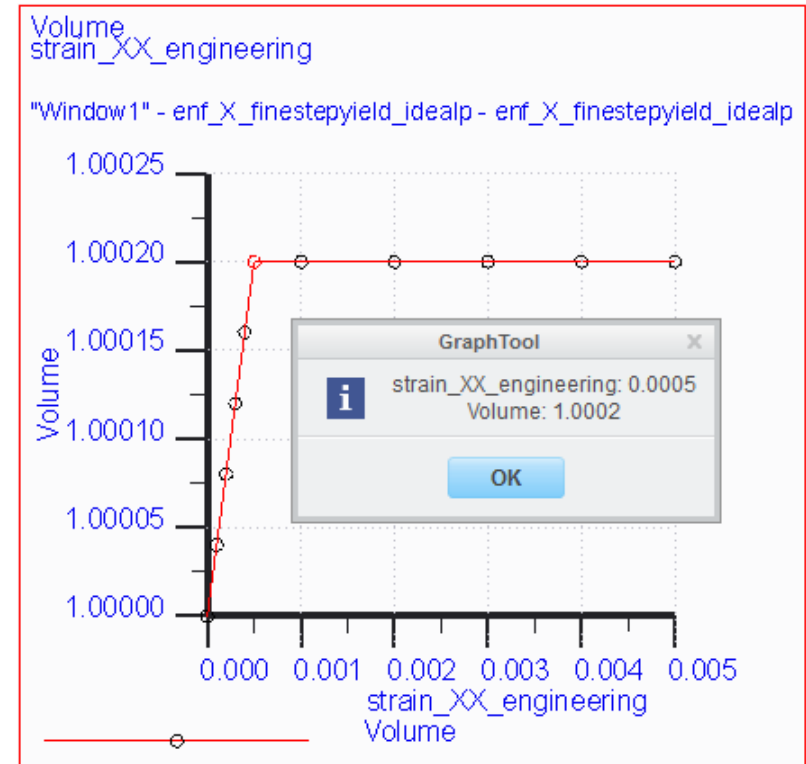 Volume
strain_XX_engineering
"Window1" - enf_X_finestepyield_idealp - enf_X_finestepyield_idealp
1.00025
1.00020
1.00015
1.00010
1.00005
1.00000
Volume
GraphTool
strain_XX_engineering: 0.0005
Volume: 1.0002
OK
0.000 0.001 0.002 0.003 0.004 0.005
strain_XX_engineering
Volume